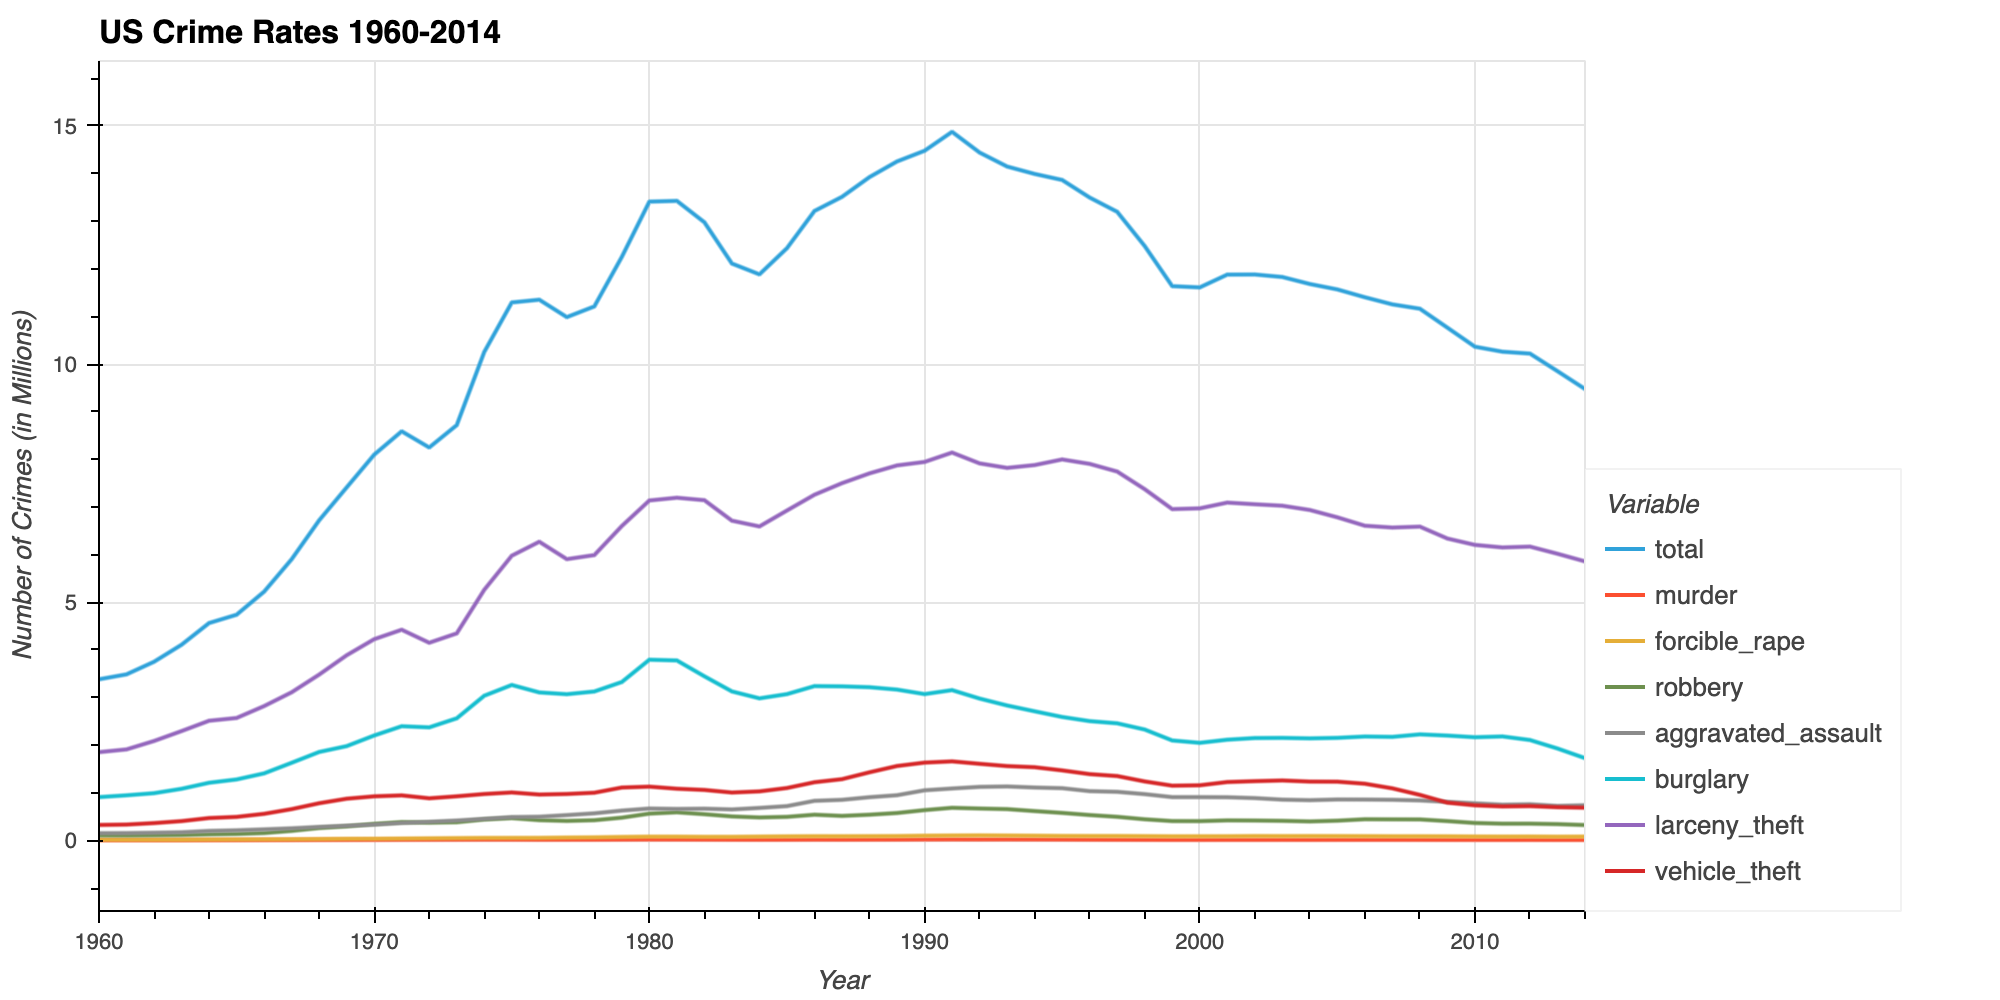 US Crime Rates 1960-2014
Number of Crimes (in Millions)
15
10
5
0
1960
1970
1980
1990
2000
2010
Year
Variable
total
murder
forcible_rape
robbery
aggravated_assault
burglary
larceny_theft
vehicle_theft